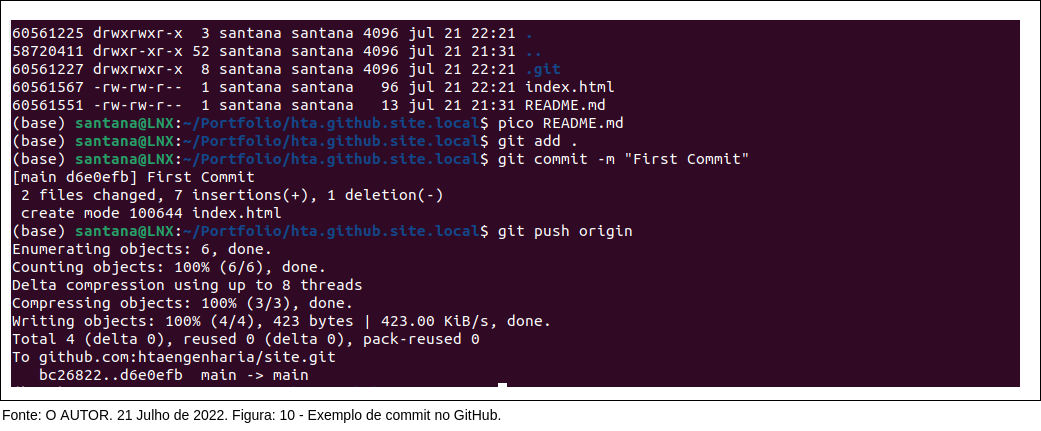 60561225 drwxrwxr-x  3 santana santana 4096 jul 21 22:21 .
58720411 drwxr-xr-x 52 santana santana 4096 jul 21 21:31 ..
60561227 drwxrwxr-x  8 santana santana 4096 jul 21 22:21 .git
60561567 -rw-rw-r--  1 santana santana   96 jul 21 22:21 index.html
60561551 -rw-rw-r--  1 santana santana   13 jul 21 21:31 README.md
(base) santana@LNX:~/Portfolio/hta.github.site.local$ pico README.md
(base) santana@LNX:~/Portfolio/hta.github.site.local$ git add .
(base) santana@LNX:~/Portfolio/hta.github.site.local$ git commit -m "First Commit"
[main d6e0efb] First Commit
 2 files changed, 7 insertions(+), 1 deletion(-)
 create mode 100644 index.html
(base) santana@LNX:~/Portfolio/hta.github.site.local$ git push origin
Enumerating objects: 6, done.
Counting objects: 100% (6/6), done.
Delta compression using up to 8 threads
Compressing objects: 100% (3/3), done.
Writing objects: 100% (4/4), 423 bytes | 423.00 KiB/s, done.
Total 4 (delta 0), reused 0 (delta 0), pack-reused 0
To github.com:htaengenharia/site.git
   bc26822..d6e0efb  main -> main
Fonte: O AUTOR. 21 Julho de 2022. Figura: 10 - Exemplo de commit no GitHub.